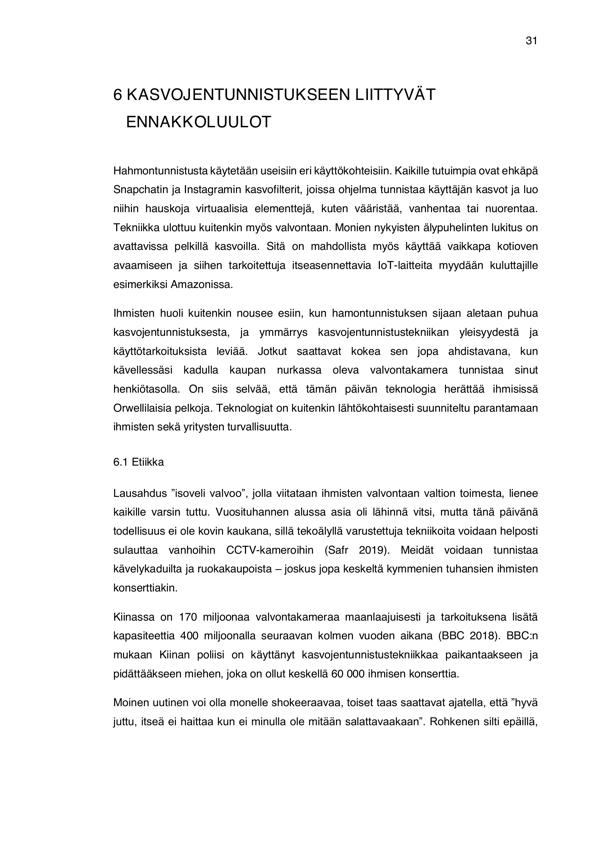 31
6 KASVOJENTUNNISTUKSEEN LIITTYVÄT
ENNAKKOLUULOT
Hahmontunnistusta käytetään useisiin eri käyttökohteisiin. Kaikille tutuimpia ovat ehkäpä
Snapchatin ja Instagramin kasvofilterit, joissa ohjelma tunnistaa käyttäjän kasvot ja luo
niihin hauskoja virtuaalisia elementtejä, kuten vääristää, vanhentaa tai nuorentaa.
Tekniikka ulottuu kuitenkin myös valvontaan. Monien nykyisten älypuhelinten lukitus on
avattavissa pelkillä kasvoilla. Sitä on mahdollista myös käyttää vaikkapa kotioven
avaamiseen ja siihen tarkoitettuja itseasennettavia IoT-laitteita myydään kuluttajille
esimerkiksi Amazonissa.
Ihmisten huoli kuitenkin nousee esiin, kun hamontunnistuksen sijaan aletaan puhua
kasvojentunnistuksesta, ja ymmärrys kasvojentunnistustekniikan yleisyydestä ja
käyttötarkoituksista leviää. Jotkut saattavat kokea sen jopa ahdistavana, kun
kävellessäsi kadulla kaupan nurkassa oleva valvontakamera tunnistaa sinut
henkilötasolla. On siis selvää, että tämän päivän teknologia herättää ihmisissä
Orwellilaisia pelkoja. Teknologiat on kuitenkin lähtökohtaisesti suunniteltu parantamaan
ihmisten sekä yritysten turvallisuutta.
6.1 Etiikka
Lausahdus ”isoveli valvoo”, jolla viitataan ihmisten valvontaan valtion toimesta, lienee
kaikille varsin tuttu. Vuosituhannen alussa asia oli lähinnä vitsi, mutta tänä päivänä
todellisuus ei ole kovin kaukana, sillä tekoälyllä varustettuja tekniikoita voidaan helposti
sulauttaa vanhoihin CCTV-kameroihin (Safr 2019). Meidät voidaan tunnistaa
kävelykaduilta ja ruokakaupoista – joskus jopa keskeltä kymmenien tuhansien ihmisten
konserttiakin.
Kiinassa on 170 miljoonaa valvontakameraa maanlaajuisesti ja tarkoituksena lisätä
kapasiteettia 400 miljoonalla seuraavan kolmen vuoden aikana (BBC 2018). BBC:n
mukaan Kiinan poliisi on käyttänyt kasvojentunnistustekniikkaa paikantaakseen ja
pidättääkseen miehen, joka on ollut keskellä 60 000 ihmisen konserttia.
Moinen uutinen voi olla monelle shokeeraavaa, toiset taas saattavat ajatella, että ”hyvä
juttu, itseä ei haittaa kun ei minulla ole mitään salattavaakaan”. Rohkenen silti epäillä,